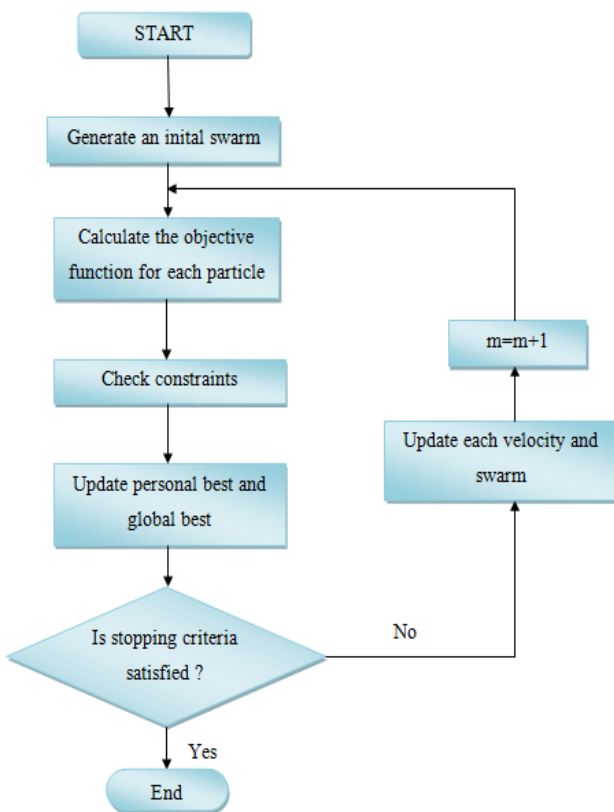 START
Generate an inital swarm
Calculate the objective
function for each particle
Check constraints
Update personal best and
global best
Is stopping criteria
satisfied ?
Yes
End
No
Update each velocity and
swarm
m=m+1